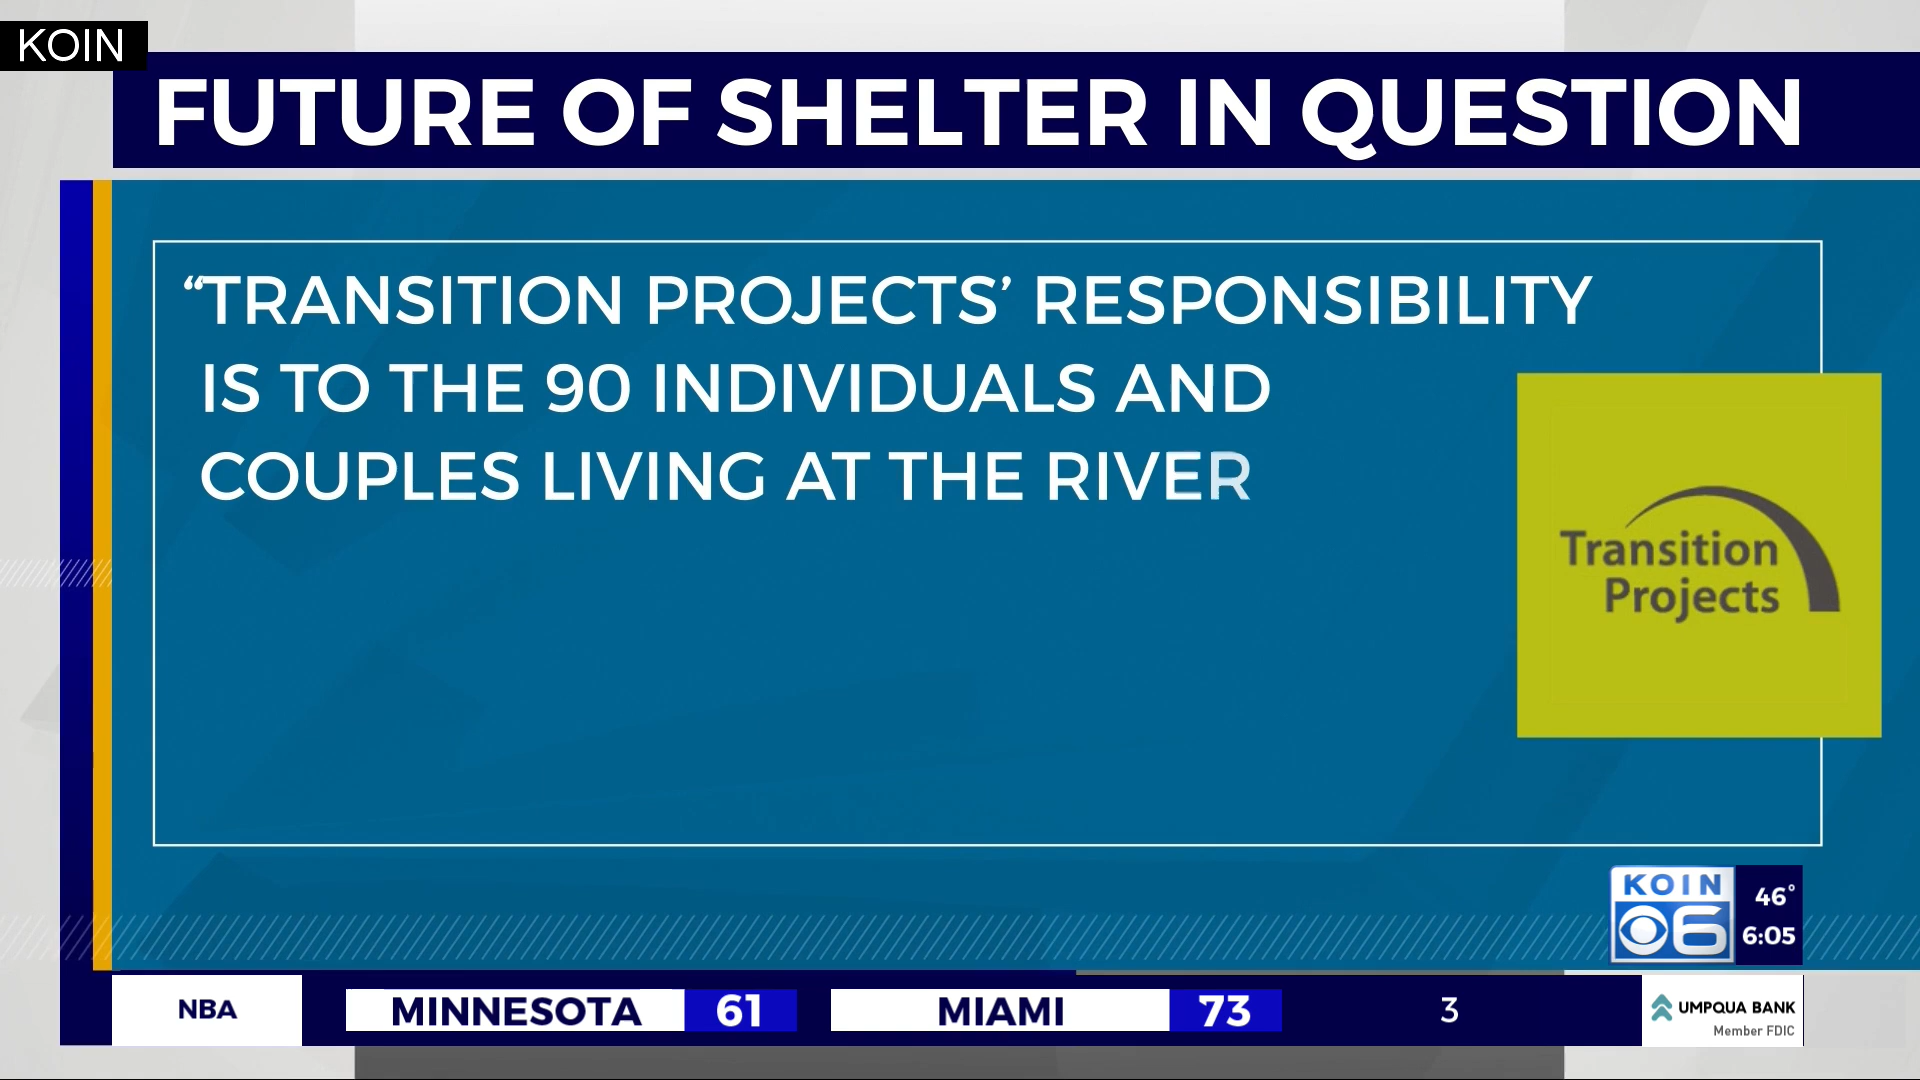 KOIN
FUTURE OF SHELTER IN QUESTION
“TRANSITION PROJECTS’ RESPONSIBILITY
IS TO THE 90 INDIVIDUALS AND
COUPLES LIVING AT THE RIVER
Transition
Projects
KOIN
6
46°
6:05
NBA
MINNESOTA 61 MIAMI 73 3
UMPQUA BANK
Member FDIC